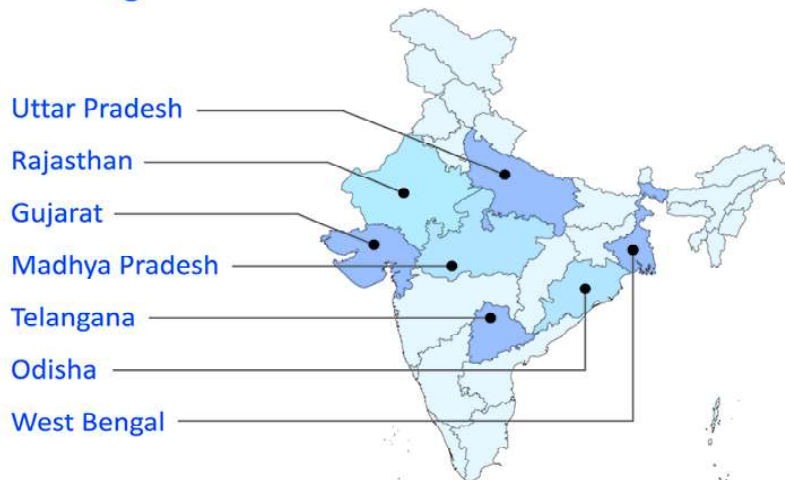 Uttar Pradesh
Rajasthan
Gujarat
Madhya Pradesh
Telangana
Odisha
West Bengal